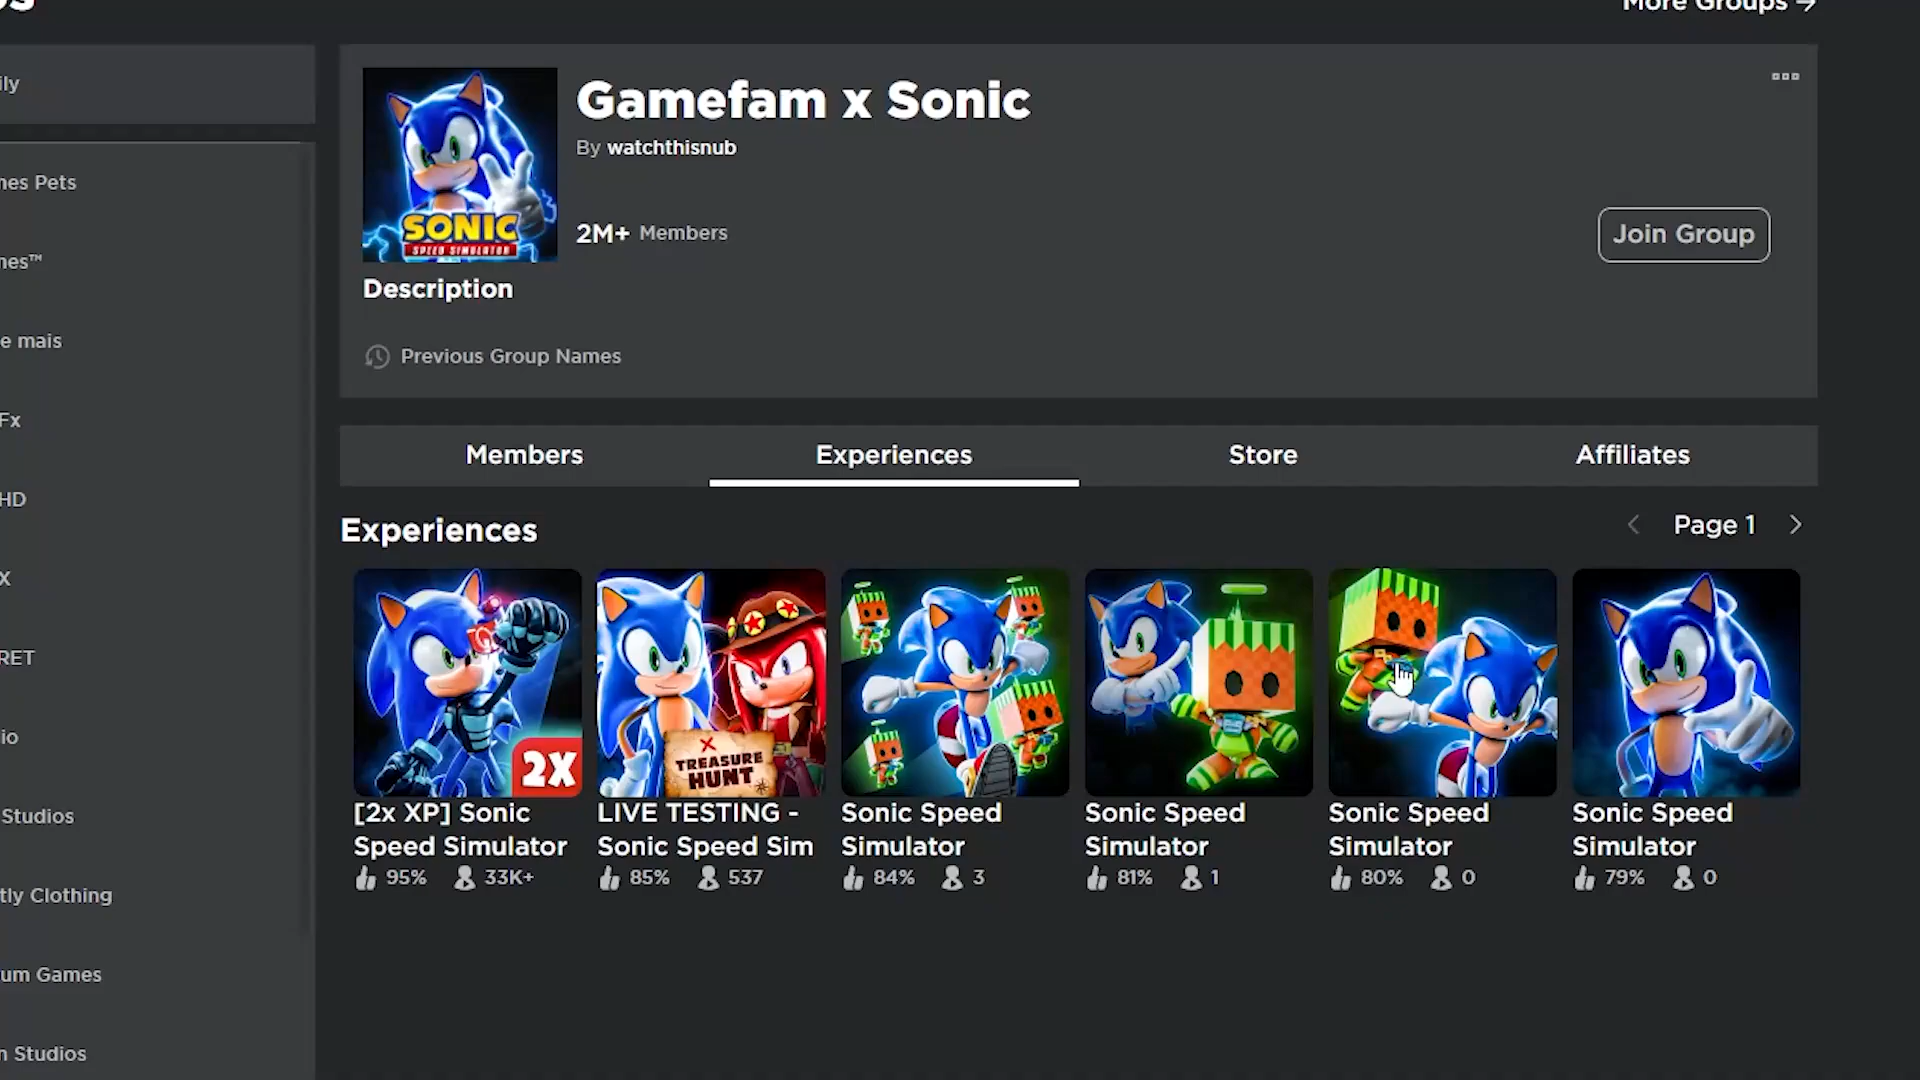 More Groups →
ily
nes Pets
nes™
e mais
Fx
HD
X
RET
io
Studios
tly Clothing
um Games
n Studios
SONIC
SPEED SIMULATOR
Gamefam x Sonic
By watchthisnub
2M+ Members
Join Group
Description
Previous Group Names
Members
Experiences
Store
Affiliates
Experiences
Page 1
2X
TREASURE
HUNT
[2x XP] Sonic
Speed Simulator
95% 33K+
LIVE TESTING -
Sonic Speed Sim
85% 537
Sonic Speed
Simulator
84% 3
Sonic Speed
Simulator
81% 1
Sonic Speed
Simulator
80% 0
Sonic Speed
Simulator
79% 0